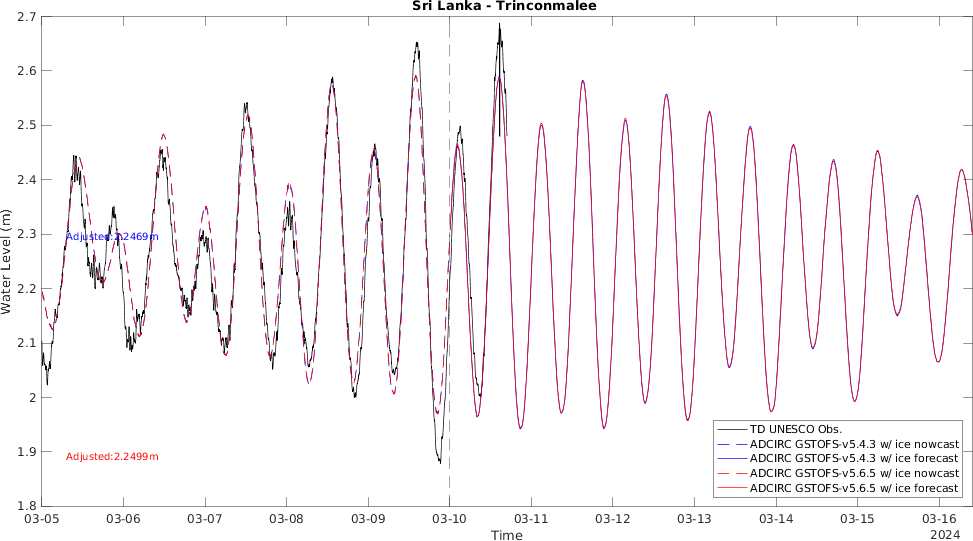 Sri Lanka - Trinconmalee
2.7
2.6
2.5
2.4
2.3
2.2
2.1
2
1.9
1.8
Water Level (m)
Adjusted:2.2469m
Adjusted:2.2499m
TD UNESCO Obs.
ADCIRC GSTOFS-v5.4.3 w/ ice nowcast
ADCIRC GSTOFS-v5.4.3 w/ ice forecast
ADCIRC GSTOFS-v5.6.5 w/ ice nowcast
ADCIRC GSTOFS-v5.6.5 w/ ice forecast
03-05 03-06 03-07 03-08 03-09 03-10 03-11 03-12 03-13 03-14 03-15 03-16
Time
2024